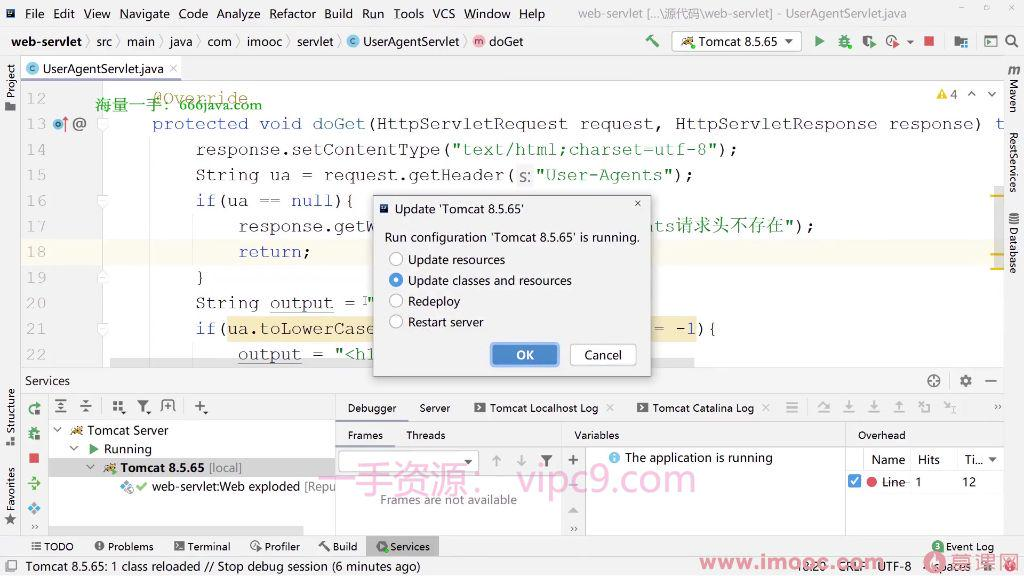 File Edit View Navigate Code Analyze Refactor Build Run Tools VCS Window Help web-servlet [...\源代码\web-servlet] - UserAgentServlet.java
web-servlet src main java com imooc servlet UserAgentServlet doGet Tomcat 8.5.65
Project
UserAgentServlet.java
12 @Override
海量一手：666java.com
4
13 protected void doGet(HttpServletRequest request, HttpServletResponse response) t
14 response.setContentType("text/html;charset=utf-8");
15 String ua = request.getHeader( s: "User-Agents");
16 if(ua == null){
17 response.getW nts请求头不存在");
18 return;
19 }
20 String output = "
21 if(ua.toLowerCase = -1){
22 output = "<h1
Maven
RestServices
Database
Update 'Tomcat 8.5.65'
Run configuration 'Tomcat 8.5.65' is running.
Update resources
Update classes and resources
Redeploy
Restart server
OK Cancel
Services
Structure
Favorites
Tomcat Server
Running
Tomcat 8.5.65 [local]
web-servlet:Web exploded [Repu
Debugger Server Tomcat Localhost Log Tomcat Catalina Log
Frames Threads Variables Overhead
Frames are not available
The application is running
Name Hits Ti...
Line 1 12
一手资源： vipc9.com
TODO Problems Terminal Profiler Build Services 3 Event Log
Tomcat 8.5.65: 1 class reloaded // Stop debug session (6 minutes ago) 18:20 CRLF UTF-8 4 spaces
www.imooc.com 慕课网